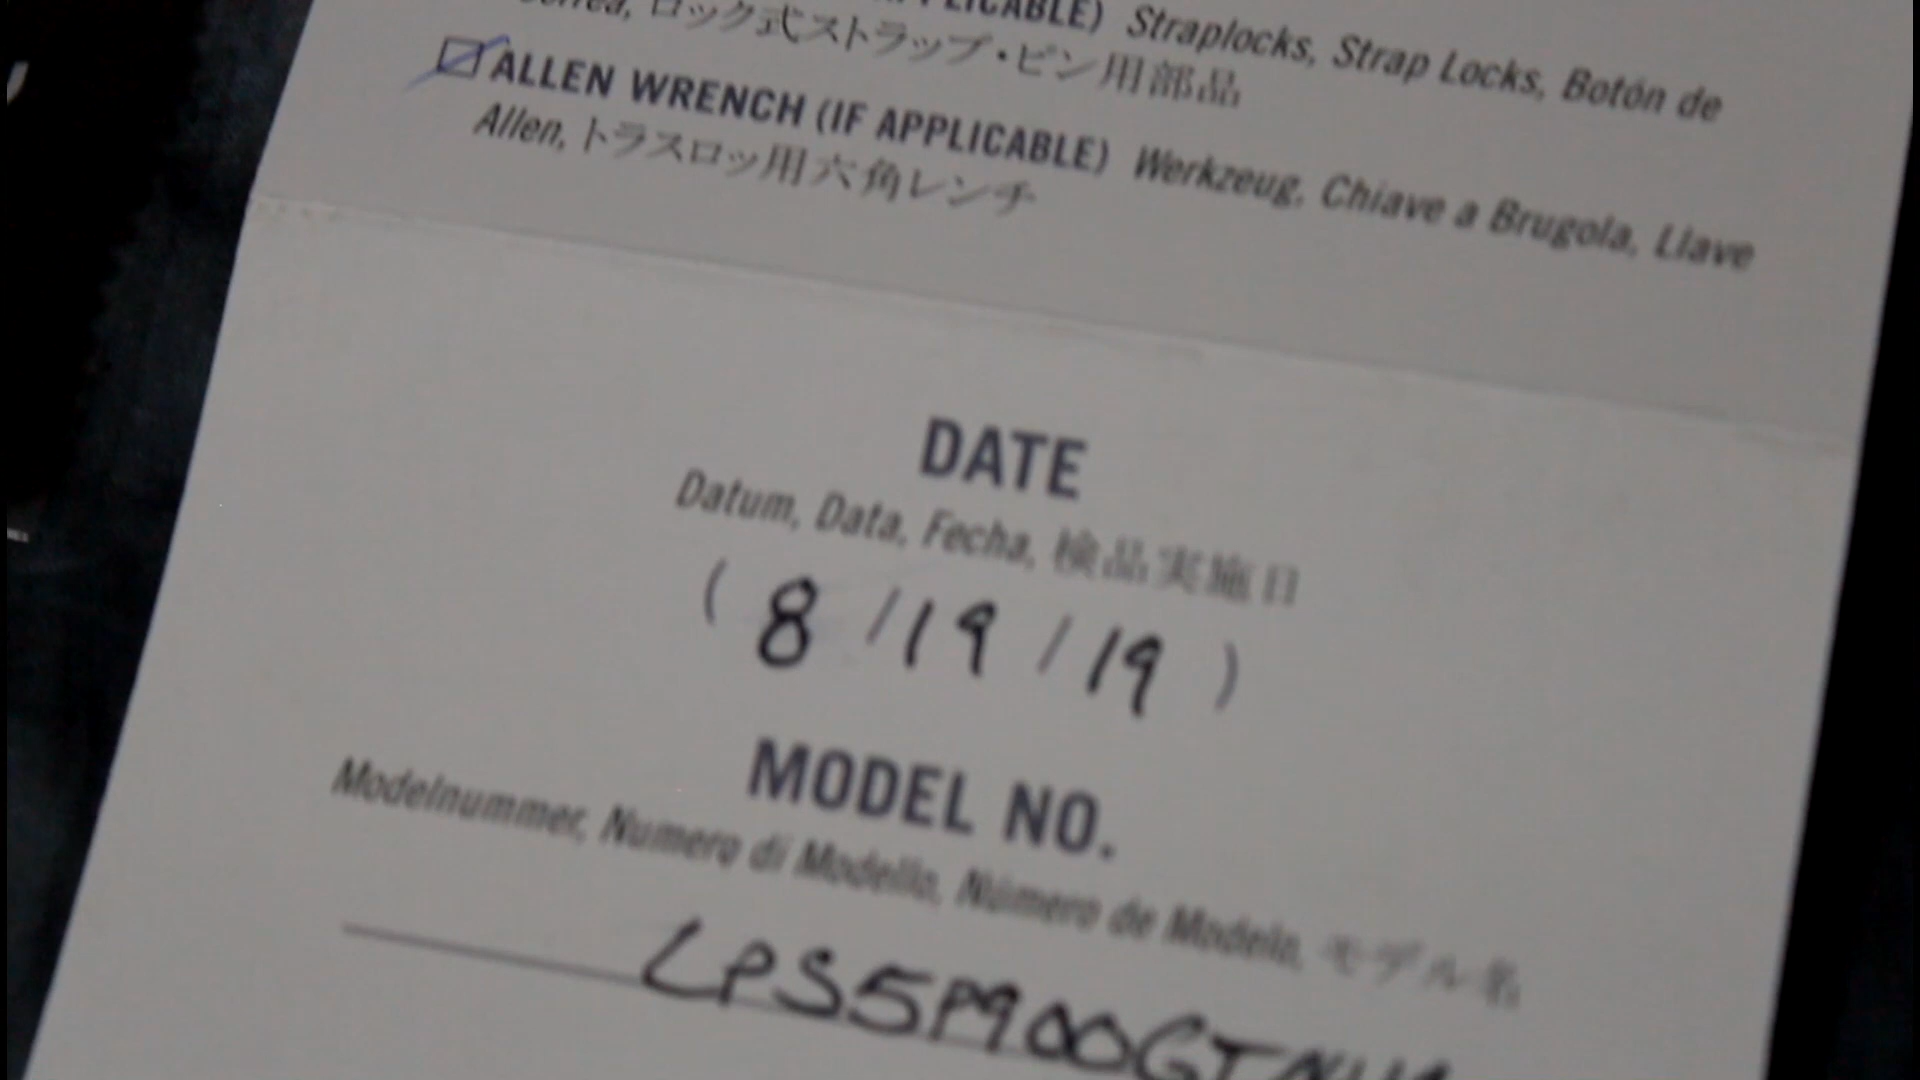 PLICABLE) Straplocks, Strap Locks, Botón de
ロック式ストラップ・ピン用部品
ALLEN WRENCH (IF APPLICABLE) Werkzeug, Chiave a Brugola, Llave
Allen, トラスロッ用六角レンチ
DATE
Datum, Data, Fecha, 検品実施日
( 8 / 19 / 19 )
MODEL NO.
Modelnummer, Numero di Modello, Número de Modelo, モデル名
LPS5P900GT